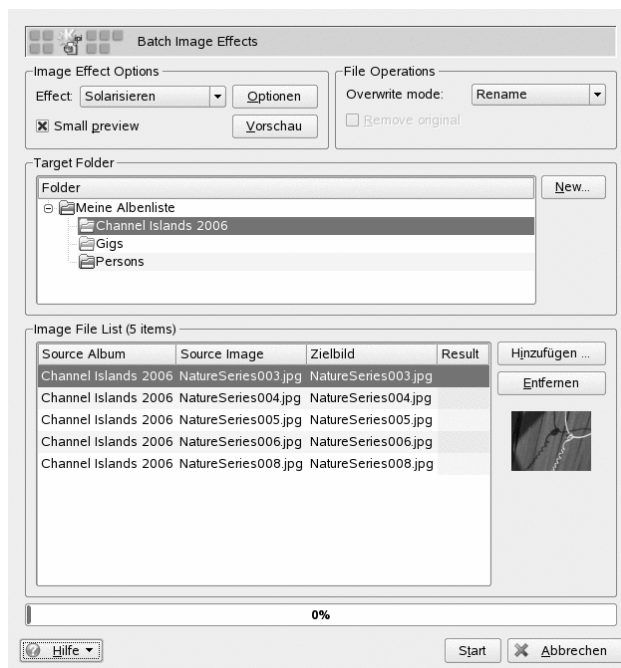 Batch Image Effects
Image Effect Options
Effect: Solarisieren Optionen
Small preview Vorschau
File Operations
Overwrite mode: Rename
Remove original
Target Folder
Folder New...
Meine Albenliste
Channel Islands 2006
Gigs
Persons
Image File List (5 items)
Source Album Source Image Zielbild Result Hinzufügen ...
Channel Islands 2006 NatureSeries003.jpg NatureSeries003.jpg Entfernen
Channel Islands 2006 NatureSeries004.jpg NatureSeries004.jpg
Channel Islands 2006 NatureSeries005.jpg NatureSeries005.jpg
Channel Islands 2006 NatureSeries006.jpg NatureSeries006.jpg
Channel Islands 2006 NatureSeries008.jpg NatureSeries008.jpg
0%
Hilfe Start Abbrechen